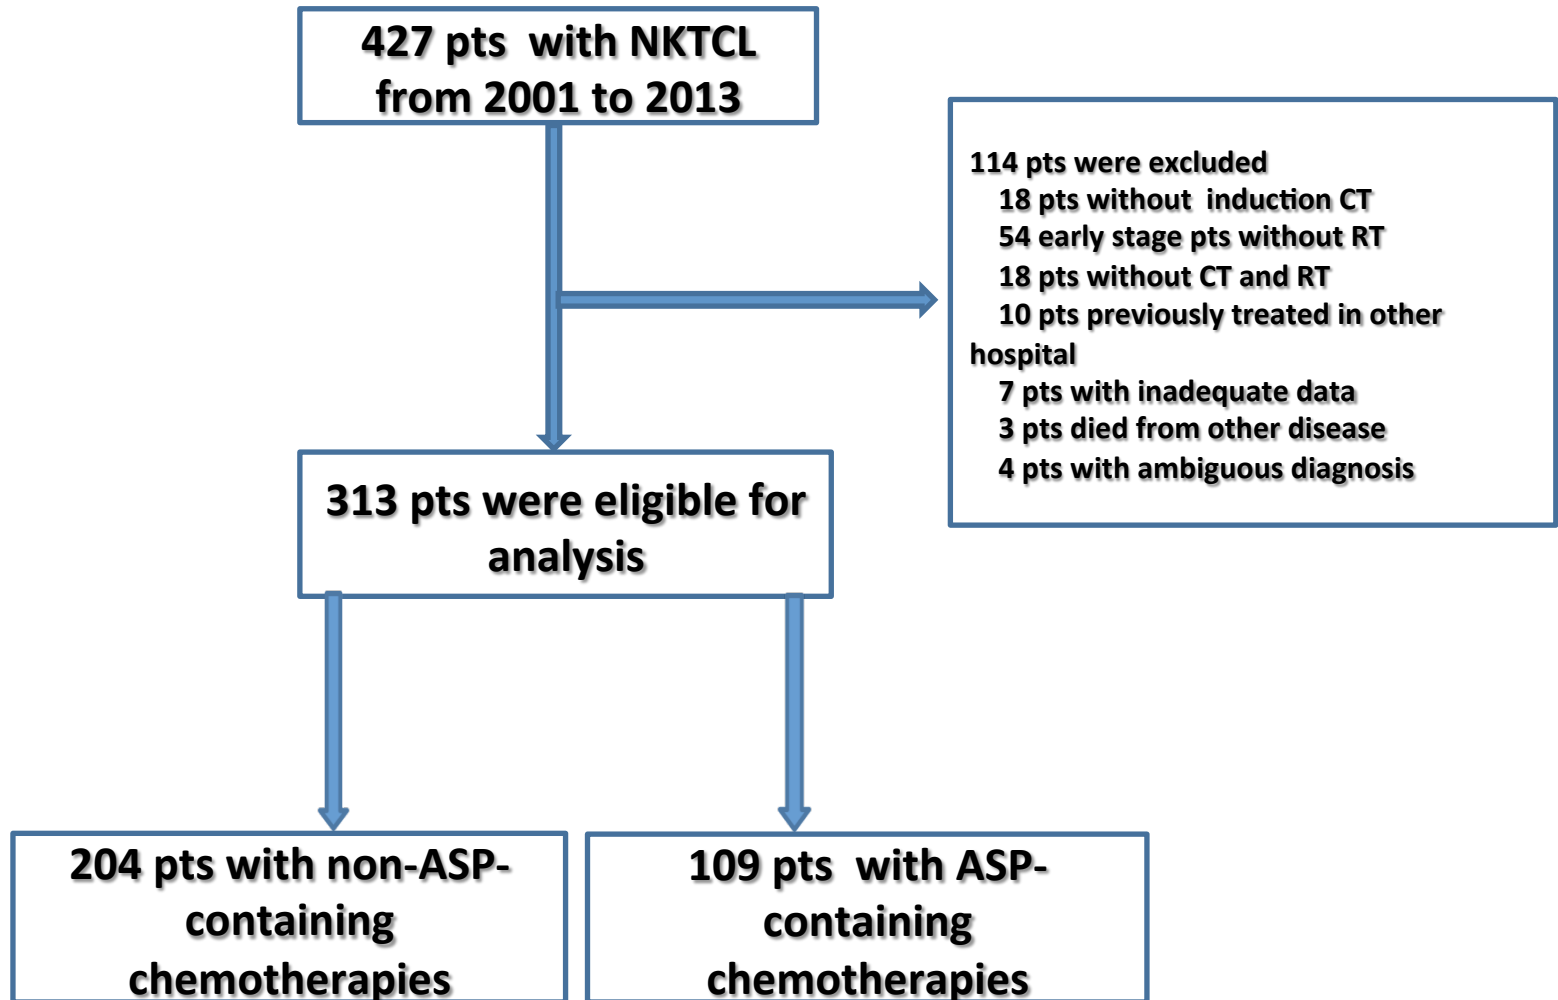 427 pts with NKTCL
from 2001 to 2013
114 pts were excluded
18 pts without induction CT
54 early stage pts without RT
18 pts without CT and RT
10 pts previously treated in other
hospital
7 pts with inadequate data
3 pts died from other disease
4 pts with ambiguous diagnosis
313 pts were eligible for
analysis
204 pts with non-ASP-
containing
chemotherapies
109 pts with ASP-
containing
chemotherapies